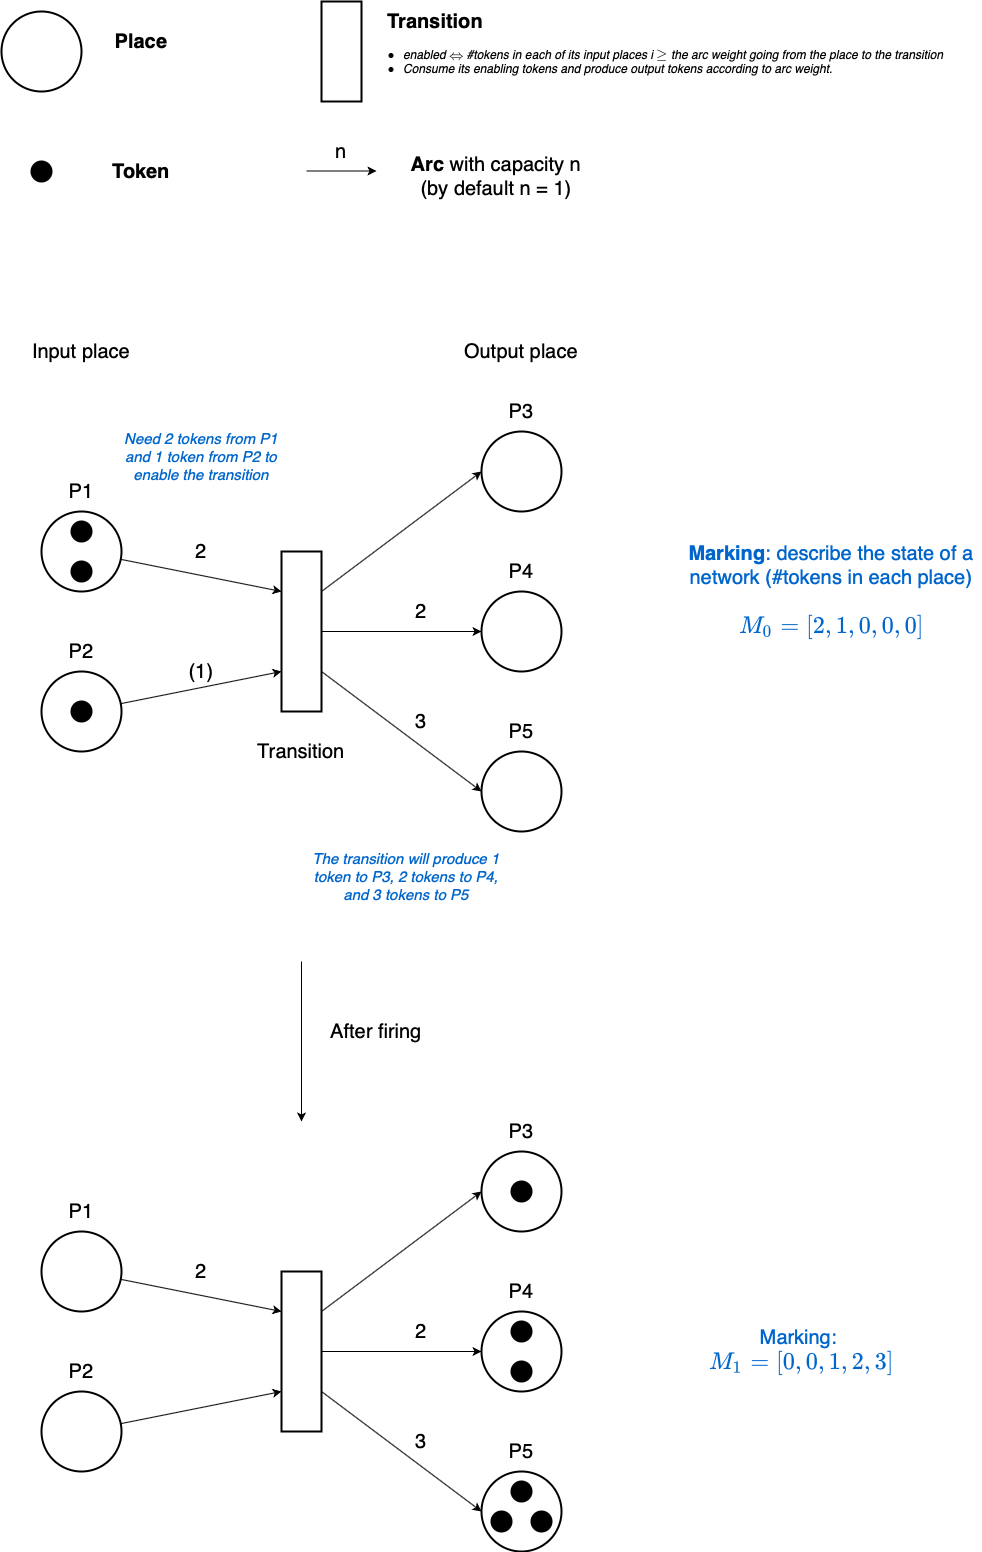 Place
Transition
• enabled ⇔ #tokens in each of its input places i ≥ the arc weight going from the place to the transition
• Consume its enabling tokens and produce output tokens according to arc weight.
Token
n
Arc with capacity n
(by default n = 1)
Input place
Output place
P3
Need 2 tokens from P1
and 1 token from P2 to
enable the transition
P1
2
P4
2
Marking: describe the state of a
network (#tokens in each place)
M₀ = [2, 1, 0, 0, 0]
P2
(1)
3
P5
Transition
The transition will produce 1
token to P3, 2 tokens to P4,
and 3 tokens to P5
After firing
P3
P1
2
P4
2
Marking:
M₁ = [0, 0, 1, 2, 3]
P2
3
P5